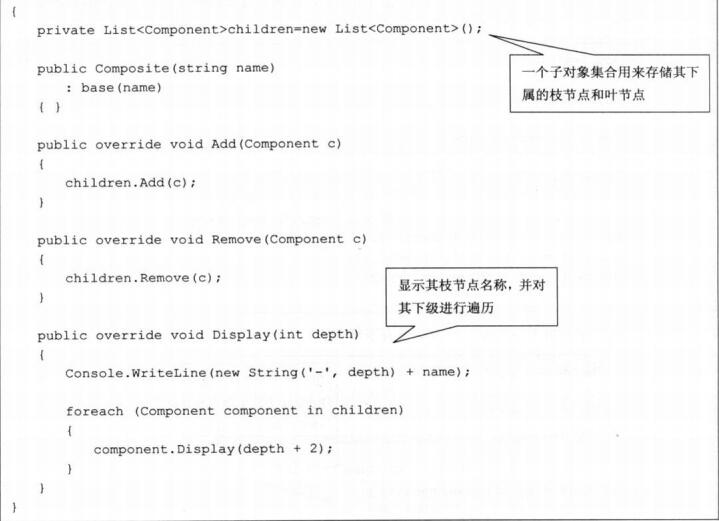 {
private List<Component>children=new List<Component>();
一个子对象集合用来存储其下
属的枝节点和叶节点
public Composite(string name)
: base(name)
{ }
public override void Add(Component c)
{
children.Add(c);
}
public override void Remove(Component c)
{
children.Remove(c);
}
显示其枝节点名称，并对
其下级进行遍历
public override void Display(int depth)
{
Console.WriteLine(new String('-', depth) + name);
foreach (Component component in children)
{
component.Display(depth + 2);
}
}
}